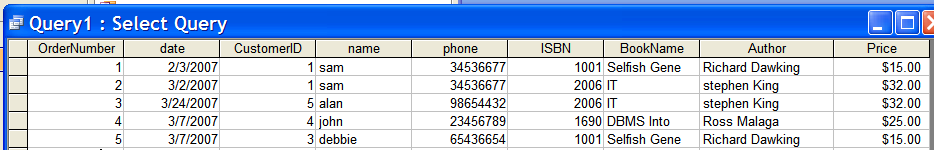 Query1 : Select Query
OrderNumber date CustomerID name phone ISBN BookName Author Price
1 2/3/2007 1 sam 34536677 1001 Selfish Gene Richard Dawking $15.00
2 3/2/2007 1 sam 34536677 2006 IT stephen King $32.00
3 3/24/2007 5 alan 98654432 2006 IT stephen King $32.00
4 3/7/2007 4 john 23456789 1690 DBMS Into Ross Malaga $25.00
5 3/7/2007 3 debbie 65436654 1001 Selfish Gene Richard Dawking $15.00